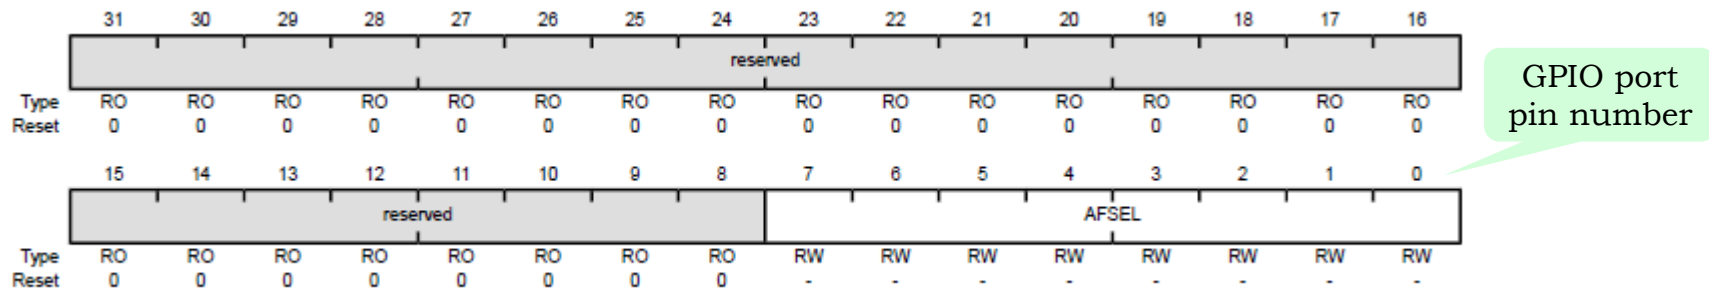 31 30 29 28 27 26 25 24 23 22 21 20 19 18 17 16
reserved
Type RO RO RO RO RO RO RO RO RO RO RO RO RO RO RO RO
Reset 0 0 0 0 0 0 0 0 0 0 0 0 0 0 0 0
GPIO port
pin number
15 14 13 12 11 10 9 8 7 6 5 4 3 2 1 0
reserved AFSEL
Type RO RO RO RO RO RO RO RO RW RW RW RW RW RW RW RW
Reset 0 0 0 0 0 0 0 0 - - - - - - - -